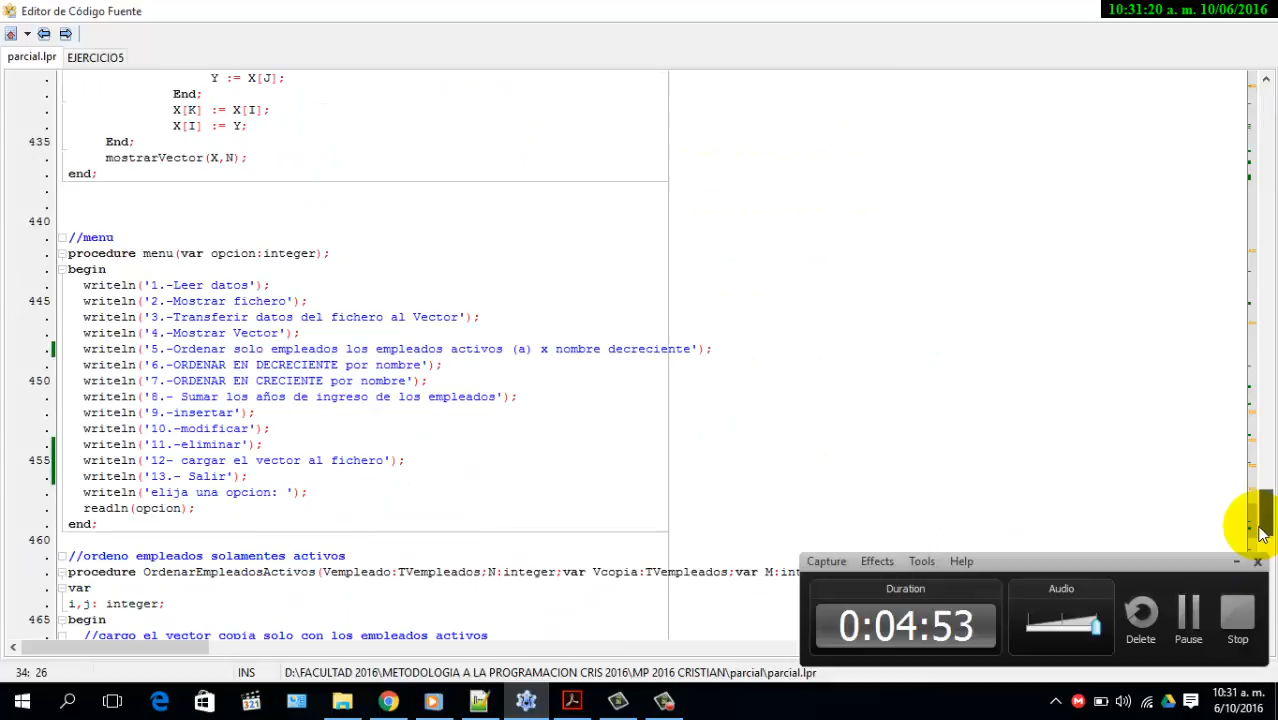 Editor de Código Fuente
10:31:20 a. m. 10/06/2016
parcial.lpr EJERCICIO5
Y := X[J];
End;
X[K] := X[I];
X[I] := Y;
435 End;
mostrarVector(X,N);
end;
440
//menu
procedure menu(var opcion:integer);
begin
writeln('1.-Leer datos');
445 writeln('2.-Mostrar fichero');
writeln('3.-Transferir datos del fichero al Vector');
writeln('4.-Mostrar Vector');
writeln('5.-Ordenar solo empleados los empleados activos (a) x nombre decreciente');
writeln('6.-ORDENAR EN DECRECIENTE por nombre');
450 writeln('7.-ORDENAR EN CRECIENTE por nombre');
writeln('8.- Sumar los años de ingreso de los empleados');
writeln('9.-insertar');
writeln('10.-modificar');
writeln('11.-eliminar');
455 writeln('12- cargar el vector al fichero');
writeln('13.- Salir');
writeln('elija una opcion: ');
readln(opcion);
end;
460
//ordeno empleados solamentes activos
procedure OrdenarEmpleadosActivos(Vempleado:TVempleados;N:integer;var Vcopia:TVempleados;var M:int
var
i,j: integer;
465 begin
//cargo el vector copia solo con los empleados activos
Capture Effects Tools Help
Duration
0:04:53
Audio
Delete Pause Stop
34: 26 INS D:\FACULTAD 2016\METODOLOGIA A LA PROGRAMACION CRIS 2016\MP 2016 CRISTIAN\parcial\parcial.lpr
10:31 a. m.
6/10/2016